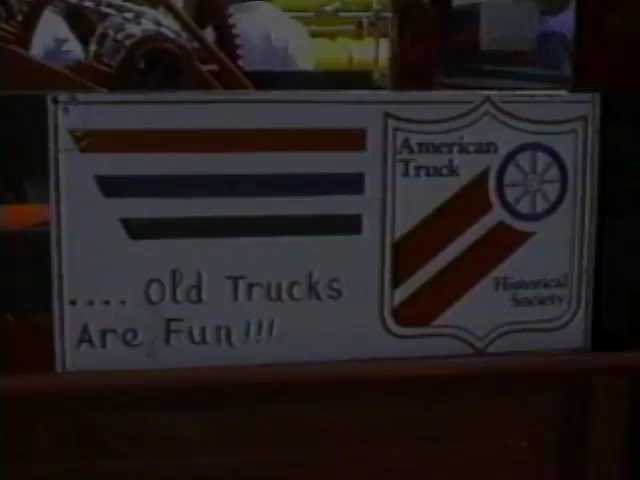 .... Old Trucks
Are Fun!!!
American
Truck
Historical
Society